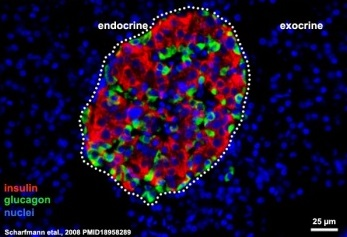 endocrine
exocrine
insulin
glucagon
nuclei
Scharfmann etal., 2008 PMID18958289
25 µm